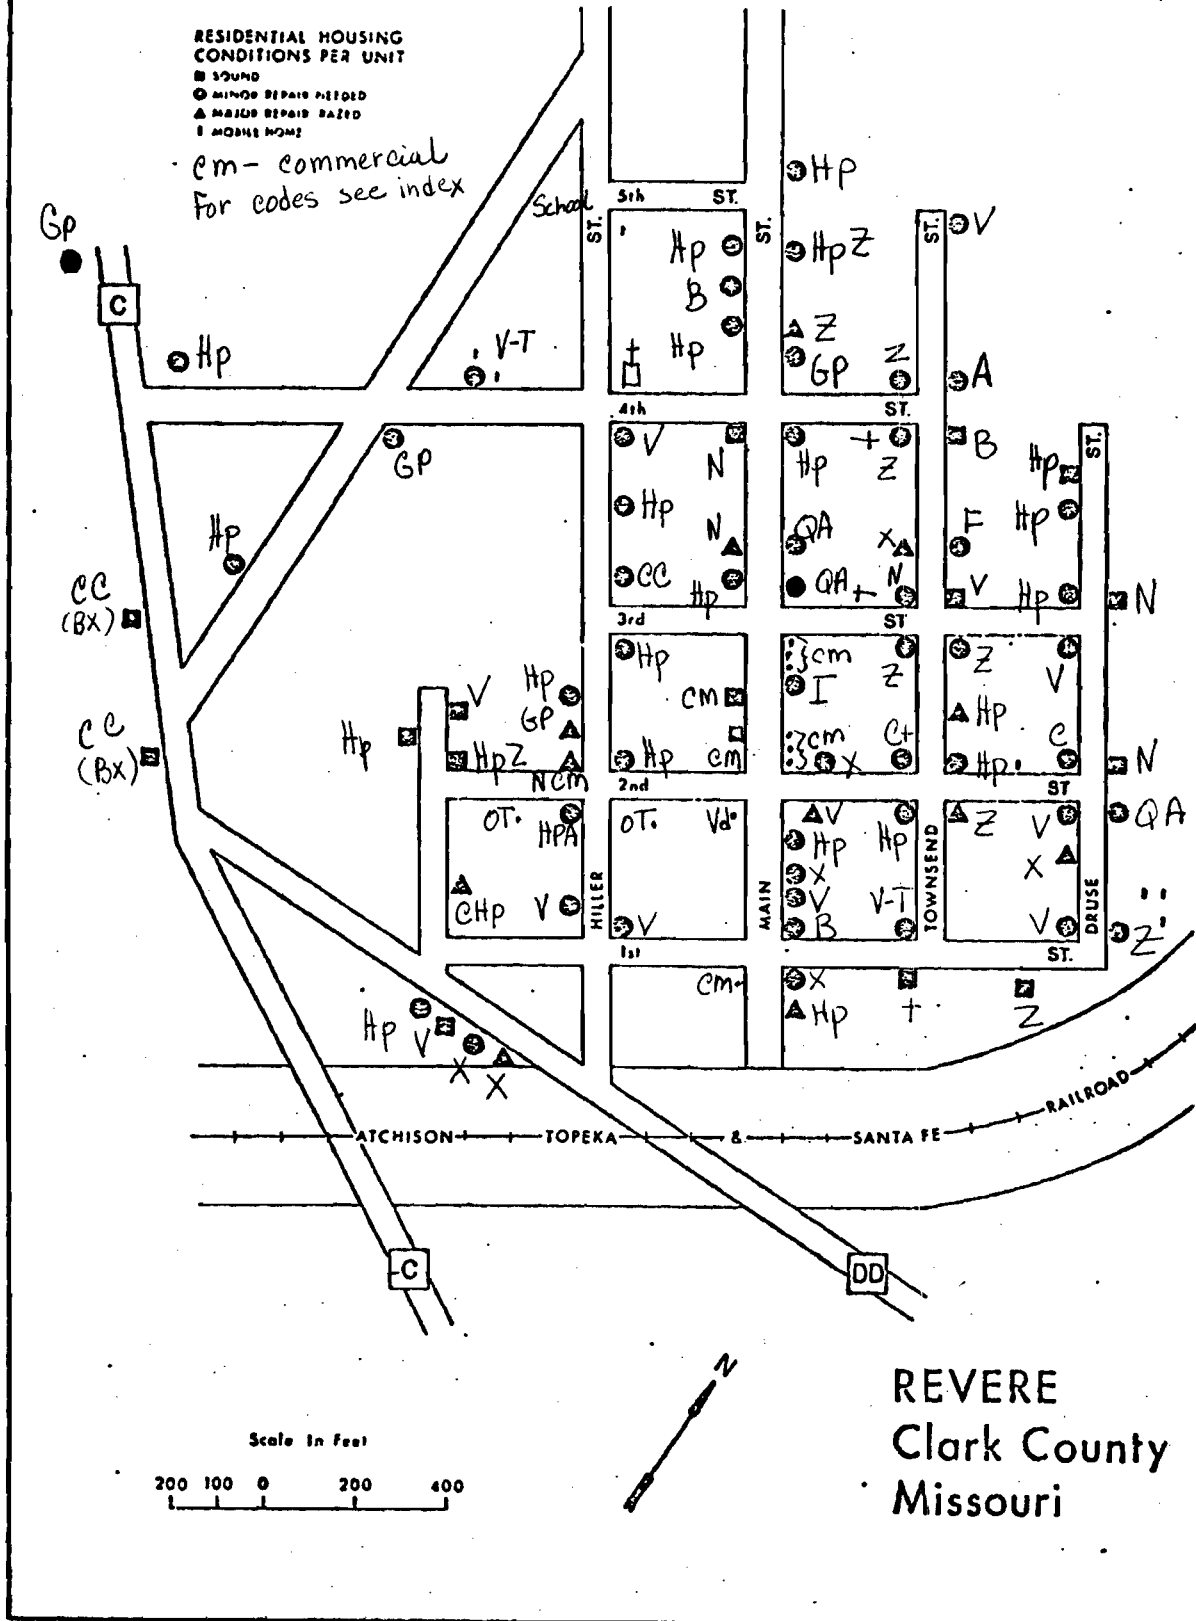 RESIDENTIAL HOUSING
CONDITIONS PER UNIT
SOUND
MINOR REPAIR NEEDED
MAJOR REPAIR RAZED
MOBILE HOME
cm- commercial
For codes see index
School
5th ST.
ST.
ST.
ST.
Hp
Gp
V
Hp
Hp Z
B
C
Z
V-T
Hp
Hp
GP
Z
A
4th ST.
ST.
V
N
Hp
+
Z
B
Hp
GP
Hp
N
QA
X
F
Hp
Hp
CC
(BX)
CC
Hp
QA
+
N
V
Hp
N
3rd ST
Hp
}cm
Z
Z
V
Hp
V
GP
cm
I
Hp
Hp
CC
(BX)
Hp Z
N cm
Hp
cm
}cm
X
C+
Hp
C
N
2nd ST
OT.
HPA
OT.
Vd
V
Hp
Hp
Z
V
QA
X
X
CHp
V
V
V
B
V-T
V
Z
HILLER
MAIN
TOWNSEND
DRUSE
1st ST.
cm
X
Hp
+
Z
Hp
V
X
X
ATCHISON TOPEKA & SANTA FE RAILROAD
C
DD
N
REVERE
Clark County
Missouri
Scale In Feet
200 100 0 200 400